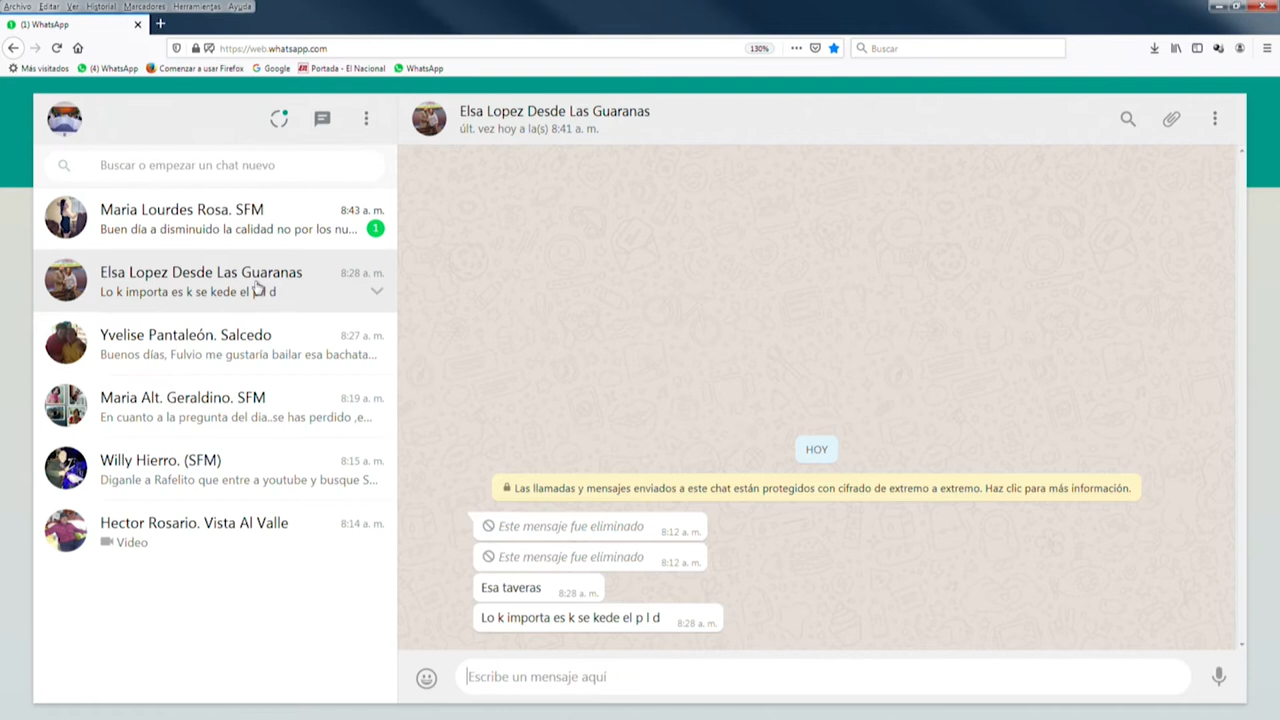 Archivo Editar Ver Historial Marcadores Herramientas Ayuda
(1) WhatsApp
https://web.whatsapp.com
130%
Buscar
Más visitados
(4) WhatsApp
Comenzar a usar Firefox
Google
Portada - El Nacional
WhatsApp
Buscar o empezar un chat nuevo
Maria Lourdes Rosa. SFM 8:43 a. m.
Buen día a disminuido la calidad no por los nu... 1
Elsa Lopez Desde Las Guaranas 8:28 a. m.
Lo k importa es k se kede el p l d
Yvelise Pantaleón. Salcedo 8:27 a. m.
Buenos días, Fulvio me gustaría bailar esa bachata...
Maria Alt. Geraldino. SFM 8:19 a. m.
En cuanto a la pregunta del dia..se has perdido ,e...
Willy Hierro. (SFM) 8:15 a. m.
Diganle a Rafelito que entre a youtube y busque S...
Hector Rosario. Vista Al Valle 8:14 a. m.
Video
Elsa Lopez Desde Las Guaranas
últ. vez hoy a la(s) 8:41 a. m.
HOY
Las llamadas y mensajes enviados a este chat están protegidos con cifrado de extremo a extremo. Haz clic para más información.
Este mensaje fue eliminado 8:12 a. m.
Este mensaje fue eliminado 8:12 a. m.
Esa taveras 8:28 a. m.
Lo k importa es k se kede el p l d 8:28 a. m.
Escribe un mensaje aquí